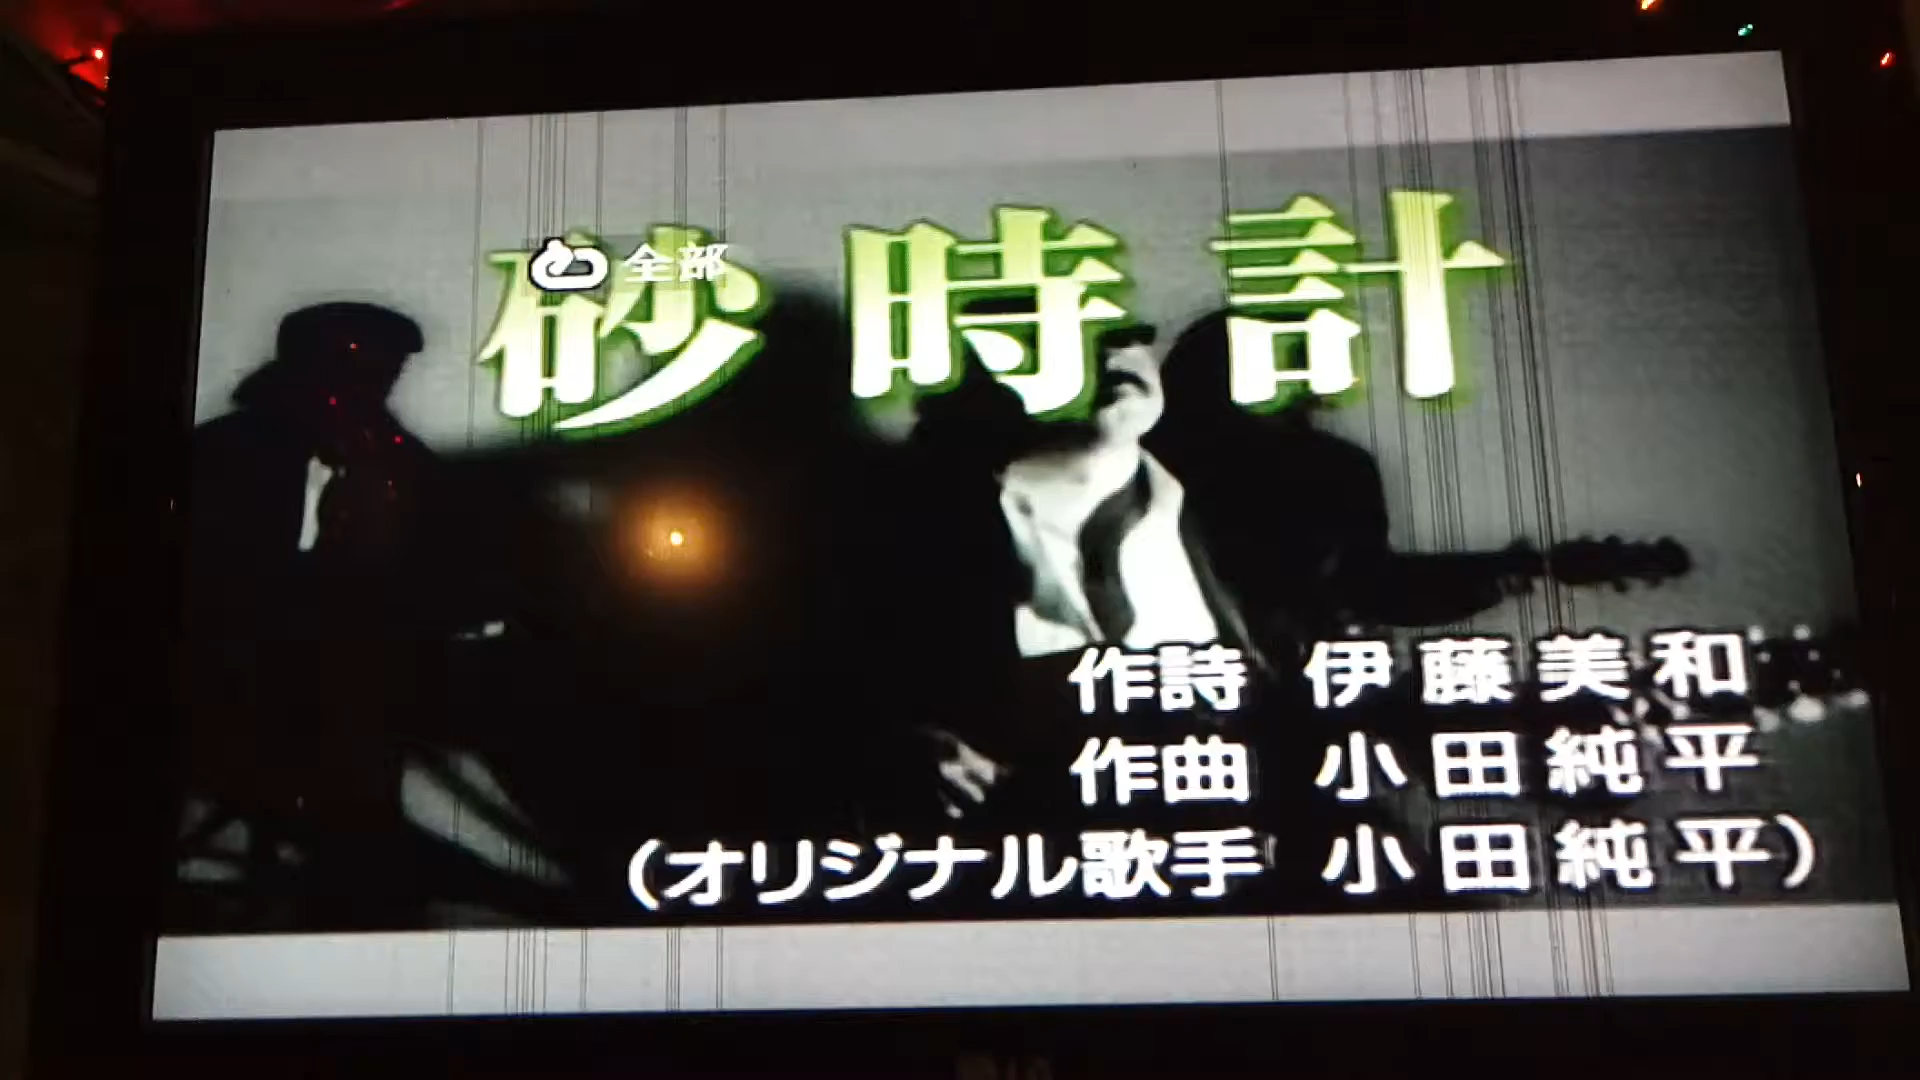 砂時計
全部
作詩 伊藤美和
作曲 小田純平
(オリジナル歌手 小田純平)